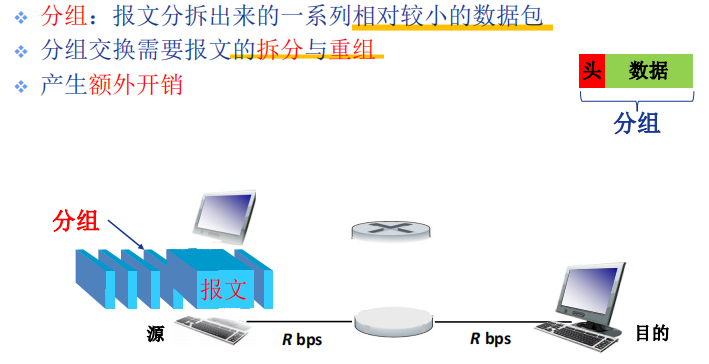 分组：报文分拆出来的一系列相对较小的数据包
分组交换需要报文的拆分与重组
产生额外开销
头 数据
分组
分组
报文
源
R bps
R bps
目的